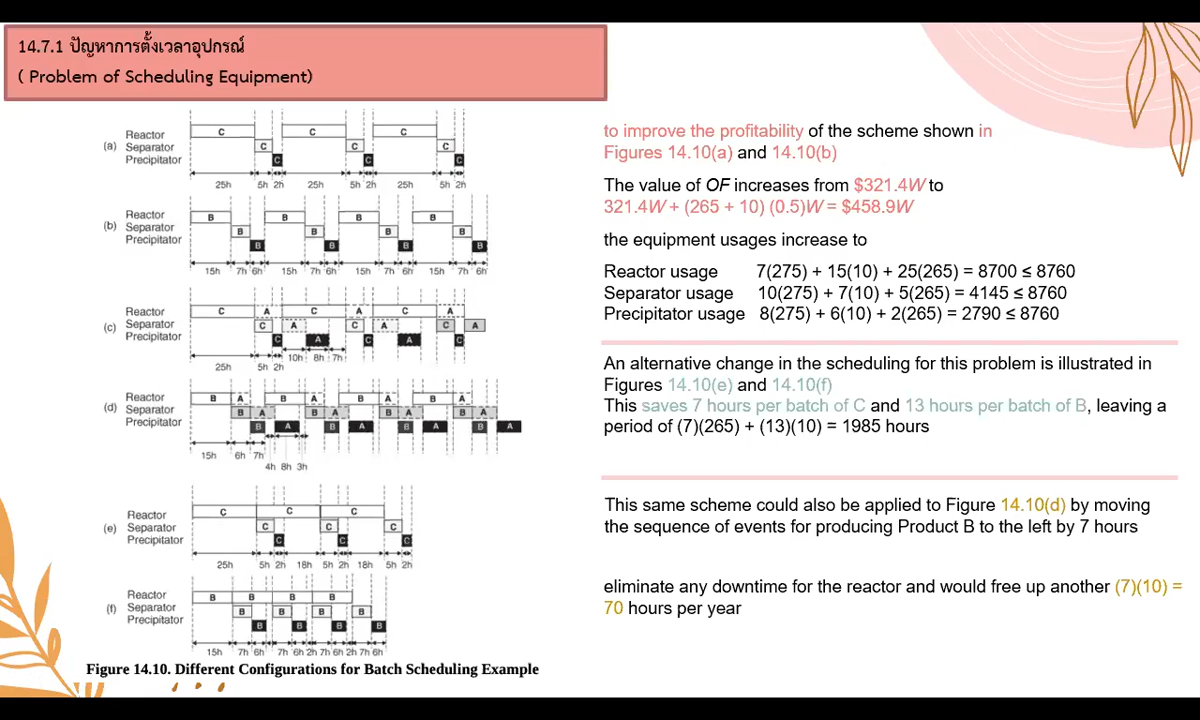 14.7.1 ปัญหาการตั้งเวลาอุปกรณ์
( Problem of Scheduling Equipment)
(a) Reactor
Separator
Precipitator
C C C
C C C
C C C
25h 5h 2h 25h 5h 2h 25h 5h 2h
(b) Reactor
Separator
Precipitator
B B B B
B B B B
B B B B
15h 7h 6h 15h 7h 6h 15h 7h 6h 15h 7h 6h
(c) Reactor
Separator
Precipitator
C A C A C A
C A C A C A
C A C A C
10h 8h 7h
25h 5h 2h
(d) Reactor
Separator
Precipitator
B A B A B A B A
B A B A B A B A
B A B A B A B A
15h 6h 7h
4h 8h 3h
(e) Reactor
Separator
Precipitator
C C C
C C C
C C C
25h 5h 2h 18h 5h 2h 18h 5h 2h
(f) Reactor
Separator
Precipitator
B B B B
B B B B
B B B B
15h 7h 6h 7h 6h 2h 7h 6h 2h 7h 6h
Figure 14.10. Different Configurations for Batch Scheduling Example
to improve the profitability of the scheme shown in
Figures 14.10(a) and 14.10(b)
The value of OF increases from $321.4W to
321.4W + (265 + 10) (0.5)W = $458.9W
the equipment usages increase to
Reactor usage 7(275) + 15(10) + 25(265) = 8700 ≤ 8760
Separator usage 10(275) + 7(10) + 5(265) = 4145 ≤ 8760
Precipitator usage 8(275) + 6(10) + 2(265) = 2790 ≤ 8760
An alternative change in the scheduling for this problem is illustrated in
Figures 14.10(e) and 14.10(f)
This saves 7 hours per batch of C and 13 hours per batch of B, leaving a
period of (7)(265) + (13)(10) = 1985 hours
This same scheme could also be applied to Figure 14.10(d) by moving
the sequence of events for producing Product B to the left by 7 hours
eliminate any downtime for the reactor and would free up another (7)(10) =
70 hours per year